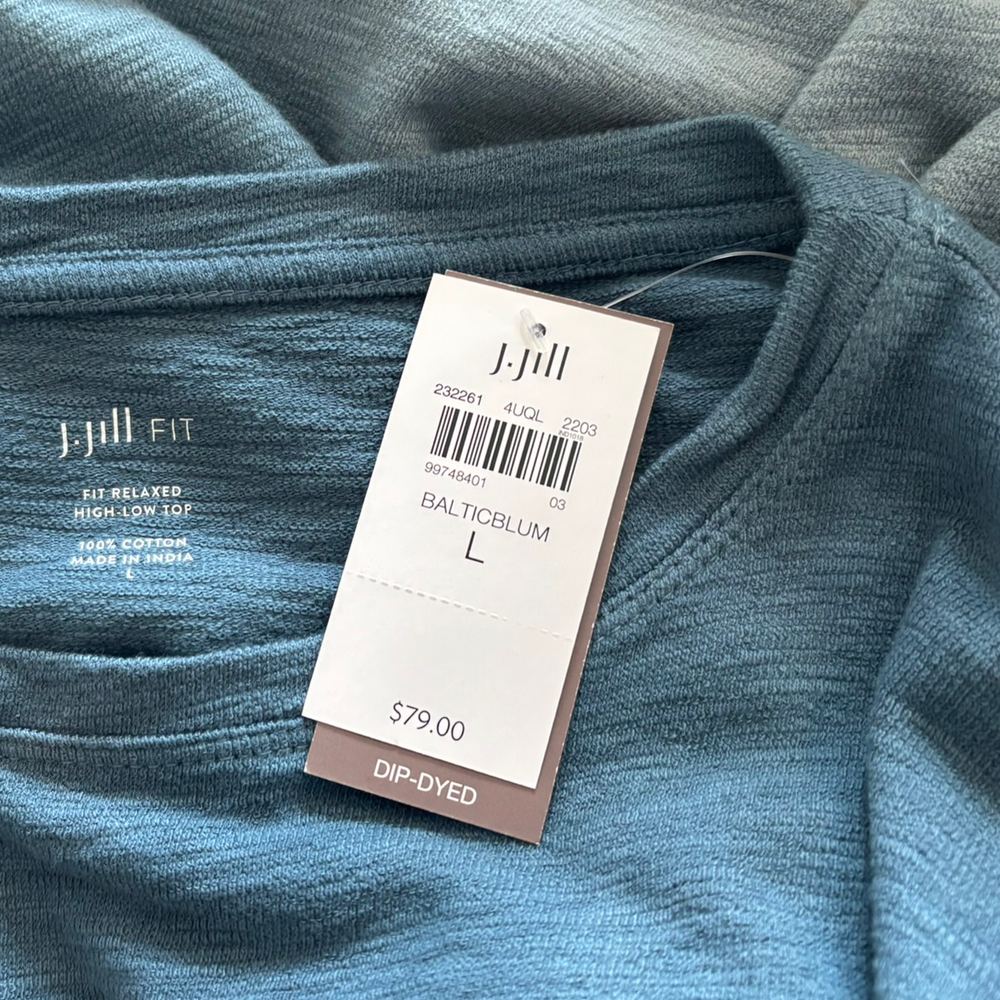 J.Jill
232261 4UQL 2203
IND1018
99748401 03
BALTICBLUM
L
$79.00
DIP-DYED
J.Jill FIT
FIT RELAXED
HIGH-LOW TOP
100% COTTON
MADE IN INDIA
L